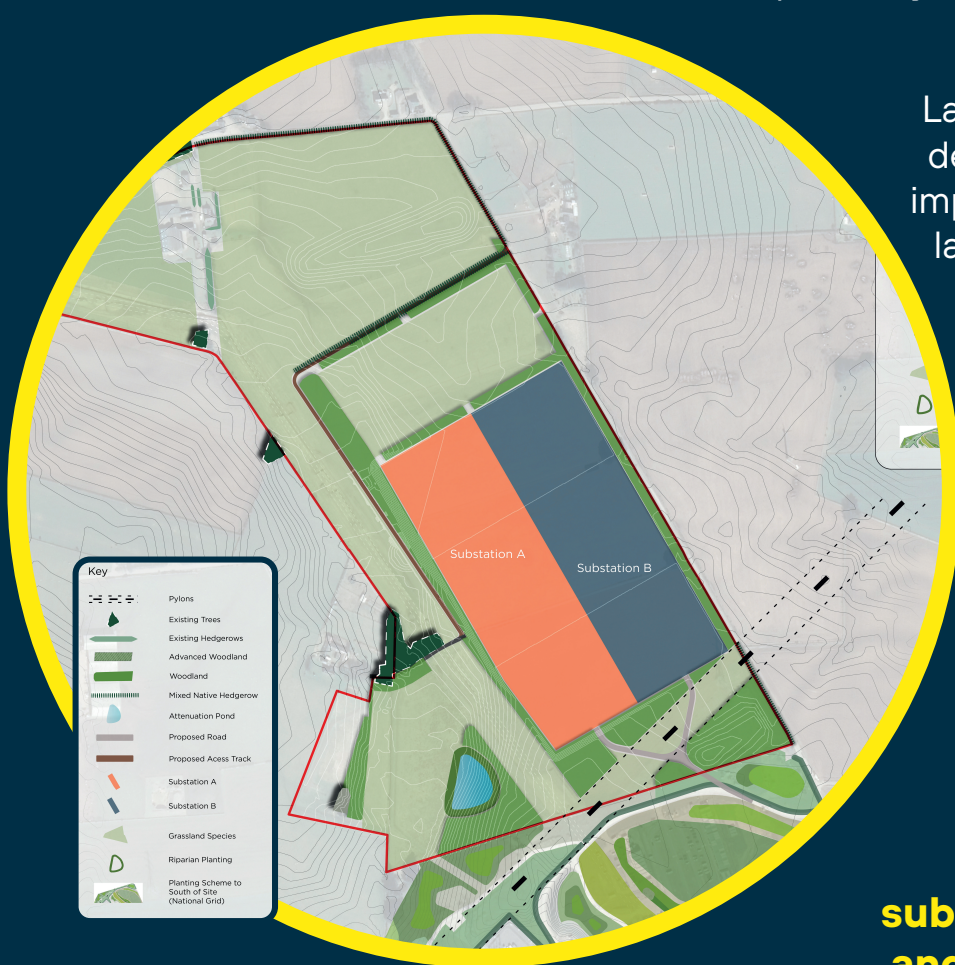 La
de
imp
la
Substation A
Substation B
Key
Pylons
Existing Trees
Existing Hedgerows
Advanced Woodland
Woodland
Mixed Native Hedgerow
Attenuation Pond
Proposed Road
Proposed Acess Track
Substation A
Substation B
Grassland Species
Riparian Planting
Planting Scheme to
South of Site
(National Grid)
sub
and